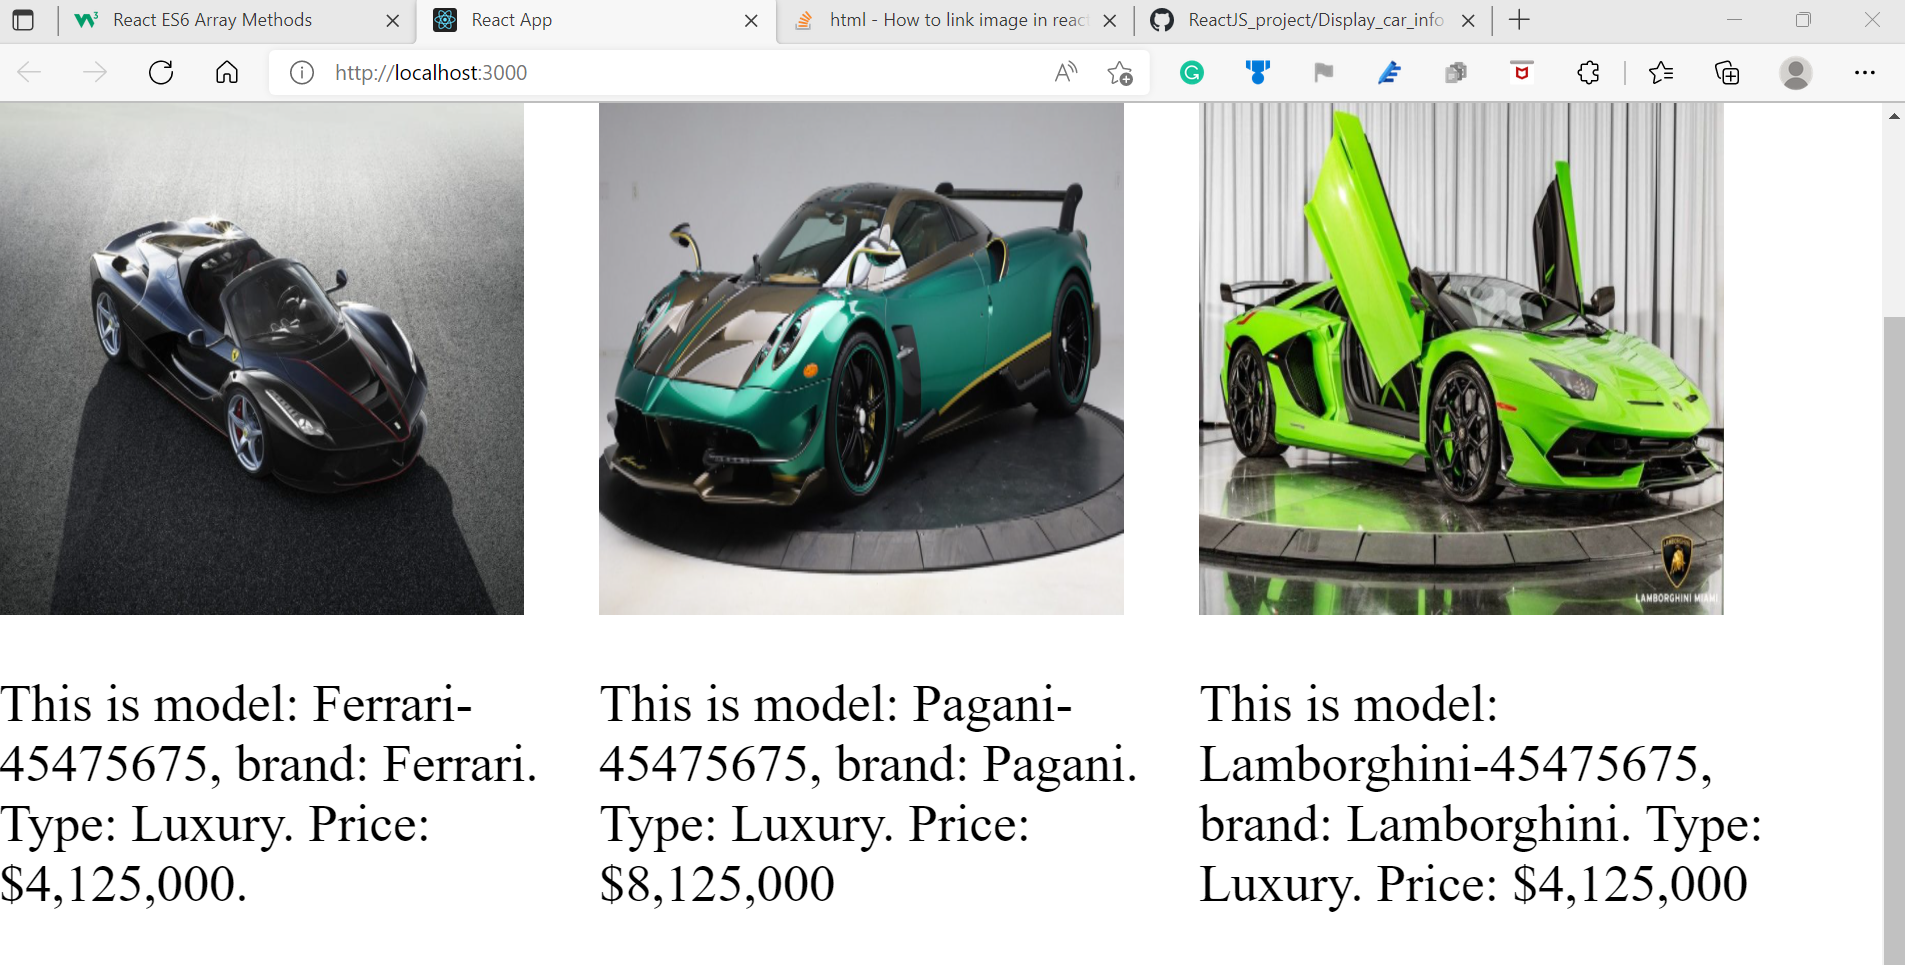 React ES6 Array Methods
React App
html - How to link image in reac
ReactJS_project/Display_car_info
http://localhost:3000
LAMBORGHINI MIAMI
This is model: Ferrari-
45475675, brand: Ferrari.
Type: Luxury. Price:
$4,125,000.
This is model: Pagani-
45475675, brand: Pagani.
Type: Luxury. Price:
$8,125,000
This is model:
Lamborghini-45475675,
brand: Lamborghini. Type:
Luxury. Price: $4,125,000